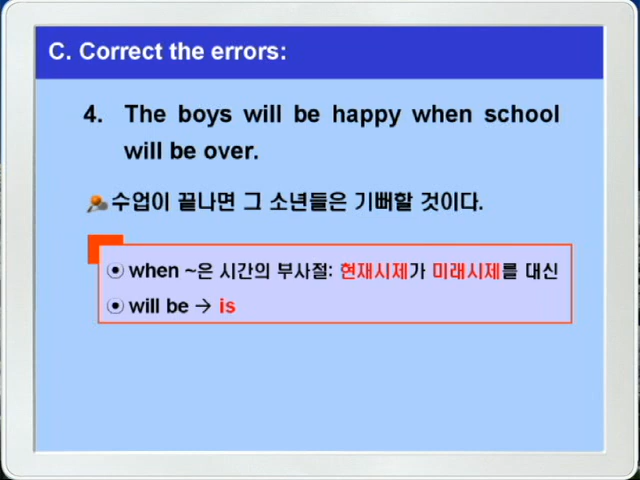 C. Correct the errors:
4. The boys will be happy when school
will be over.
수업이 끝나면 그 소년들은 기뻐할 것이다.
when ~은 시간의 부사절: 현재시제가 미래시제를 대신
will be → is